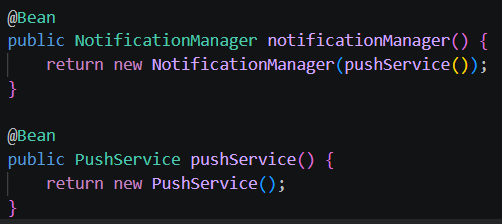 @Bean
public NotificationManager notificationManager() {
    return new NotificationManager(pushService());
}
@Bean
public PushService pushService() {
    return new PushService();
}